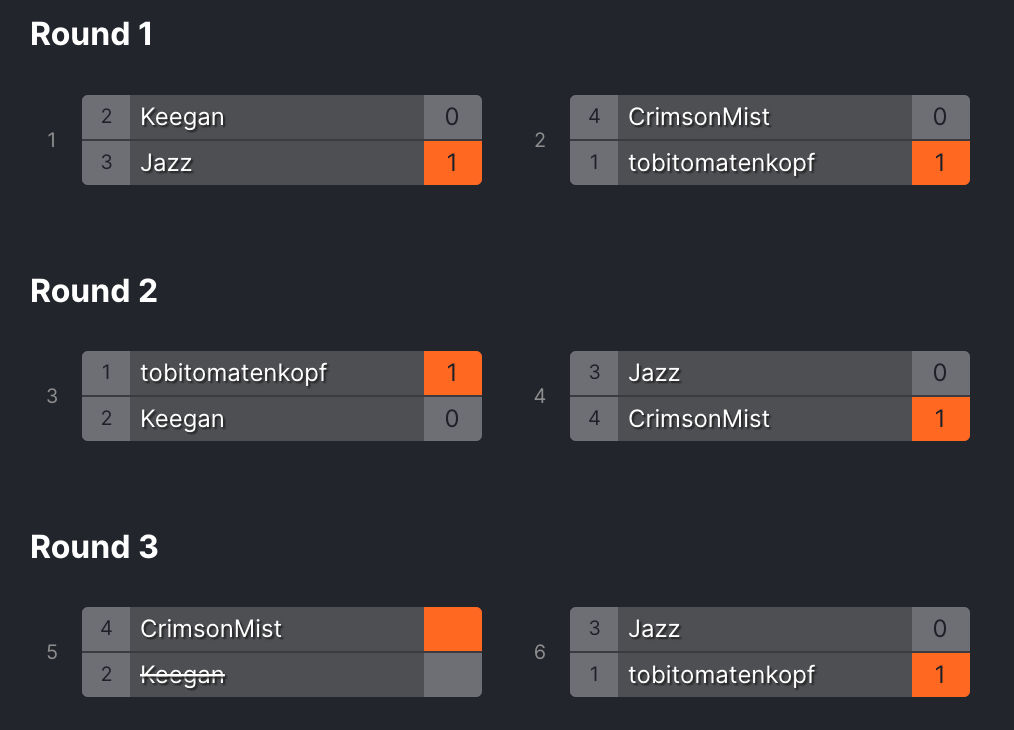 Round 1
1
2 Keegan 0
3 Jazz 1
2
4 CrimsonMist 0
1 tobitomatenkopf 1
Round 2
3
1 tobitomatenkopf 1
2 Keegan 0
4
3 Jazz 0
4 CrimsonMist 1
Round 3
5
4 CrimsonMist
2 Keegan
6
3 Jazz 0
1 tobitomatenkopf 1